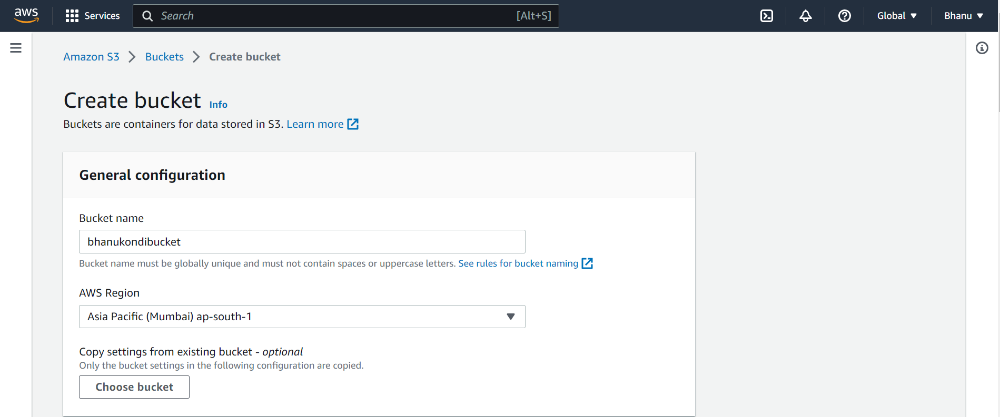 aws Services Search [Alt+S] Global Bhanu
Amazon S3 Buckets Create bucket
Create bucket Info
Buckets are containers for data stored in S3. Learn more
General configuration
Bucket name
bhanukondibucket
Bucket name must be globally unique and must not contain spaces or uppercase letters. See rules for bucket naming
AWS Region
Asia Pacific (Mumbai) ap-south-1
Copy settings from existing bucket - optional
Only the bucket settings in the following configuration are copied.
Choose bucket